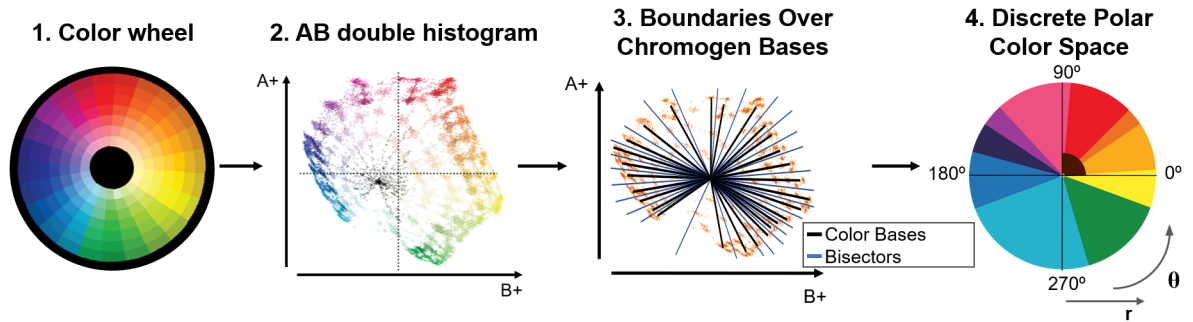 1. Color wheel
2. AB double histogram
3. Boundaries Over
Chromogen Bases
4. Discrete Polar
Color Space
A+
B+
A+
B+
Color Bases
Bisectors
90º
180º
0º
270º
θ
r